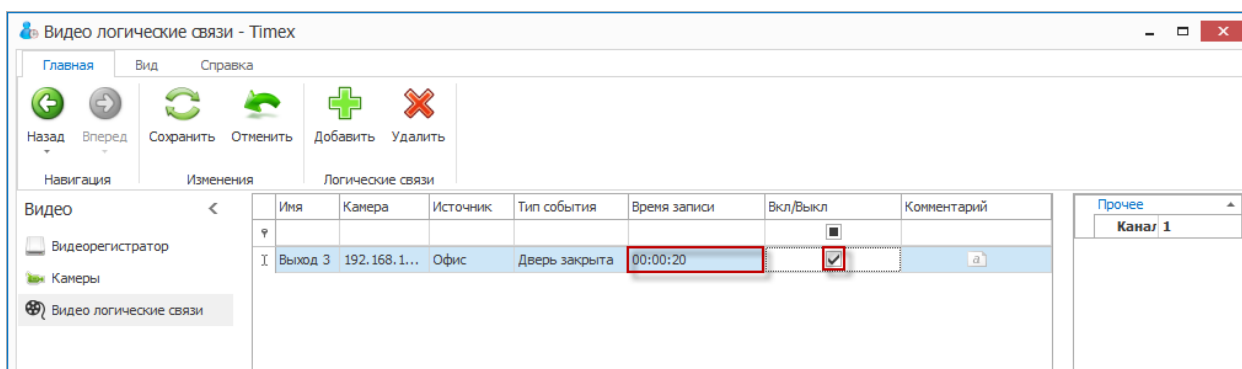 Видео логические связи - Timex
Главная Вид Справка
Назад Вперед Сохранить Отменить Добавить Удалить
Навигация Изменения Логические связи
Видео
Видеорегистратор
Камеры
Видео логические связи
Имя Камера Источник Тип события Время записи Вкл/Выкл Комментарий
Выход 3 192.168.1... Офис Дверь закрыта 00:00:20 a
Прочее
Канал 1